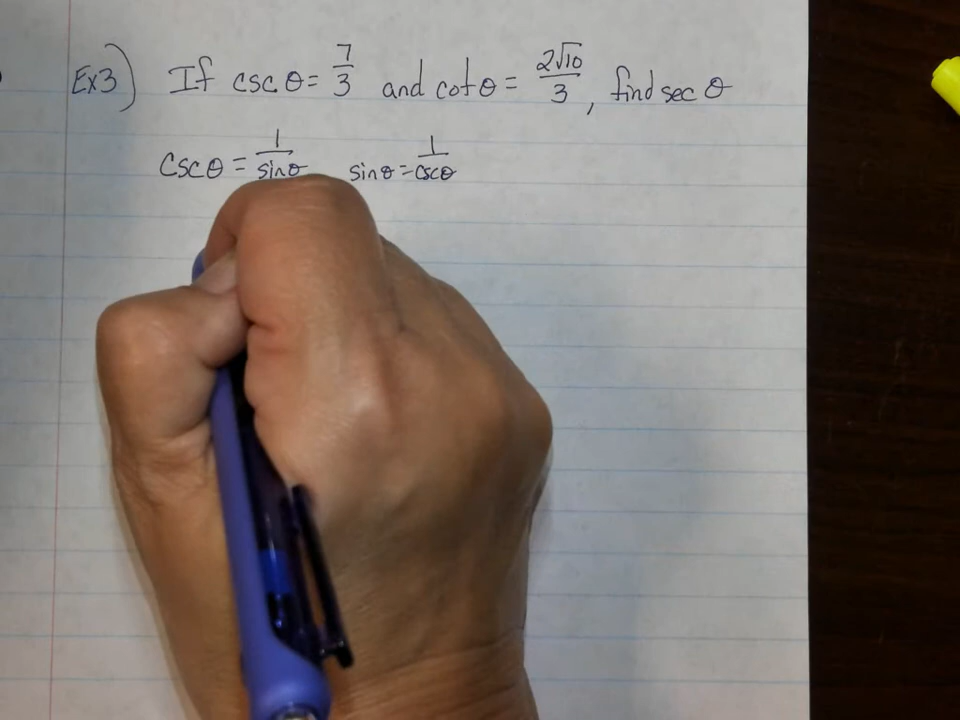 Ex3) If csc θ = 7/3 and cot θ = 2√10/3, find sec θ
csc θ = 1/sin θ sin θ = 1/csc θ